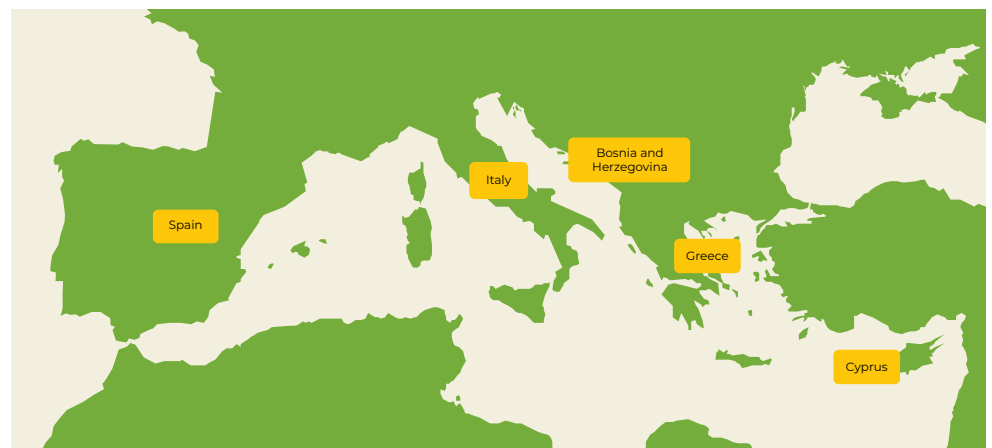 Bosnia and
Herzegovina
Italy
Spain
Greece
Cyprus